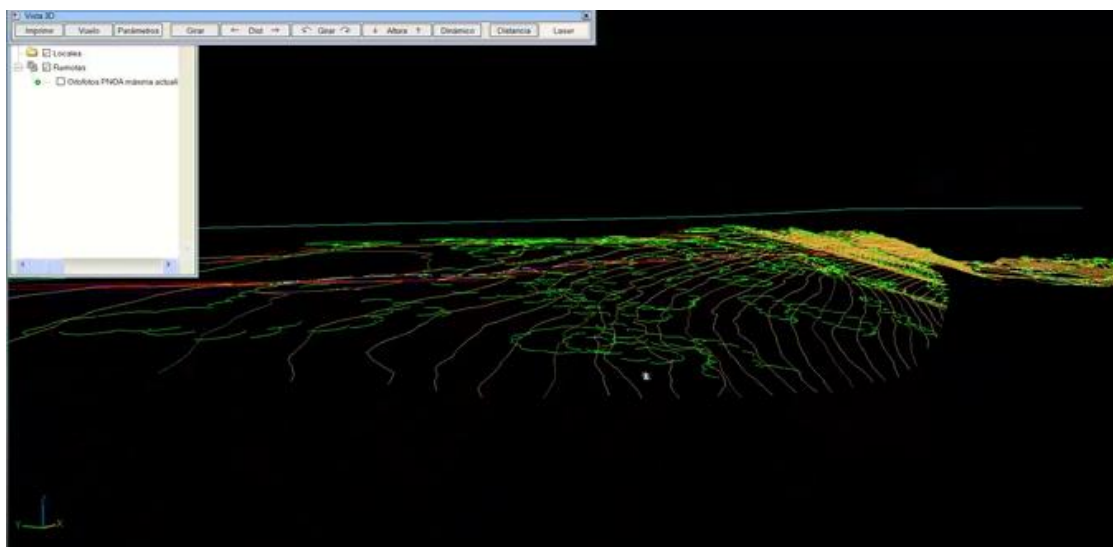 Vista 3D
Imprime Vuelo Parámetros Girar ← Dist → Girar ↓ Altura ↑ Dinámico Distancia Laser
Locales
Remotas
Ortofotos PNOA máxima actuali
Y X